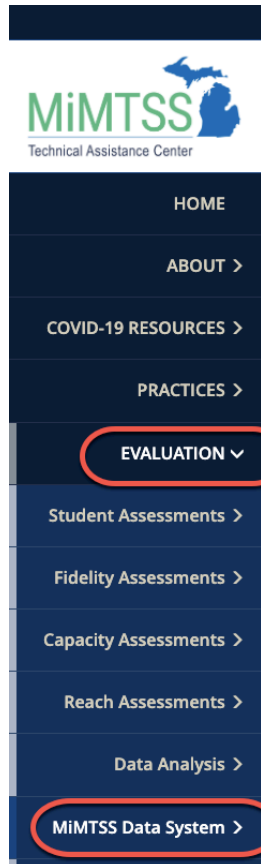 MiMTSS
Technical Assistance Center
HOME
ABOUT >
COVID-19 RESOURCES >
PRACTICES >
EVALUATION
Student Assessments >
Fidelity Assessments >
Capacity Assessments >
Reach Assessments >
Data Analysis >
MiMTSS Data System >